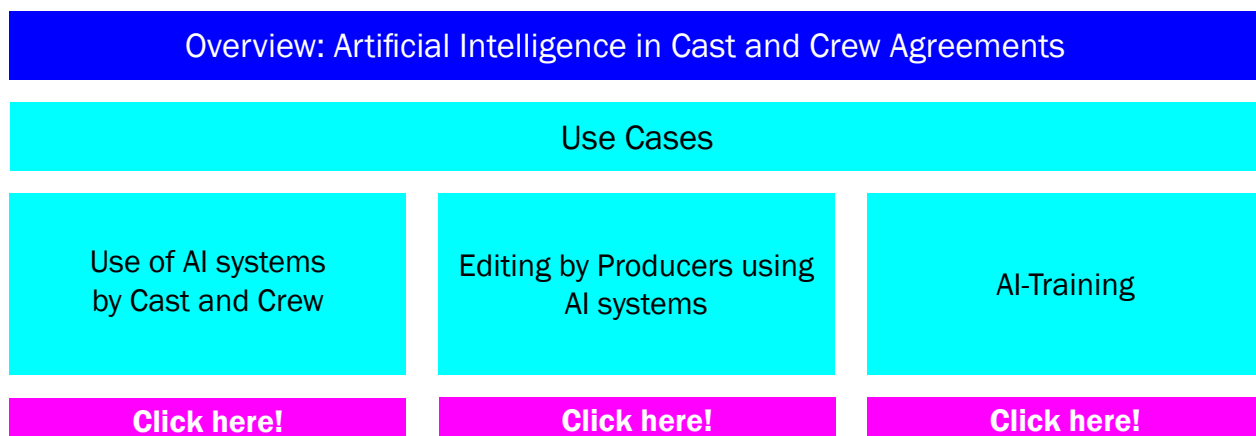 Overview: Artificial Intelligence in Cast and Crew Agreements
Use Cases
Use of AI systems
by Cast and Crew
Editing by Producers using
AI systems
AI-Training
Click here!
Click here!
Click here!